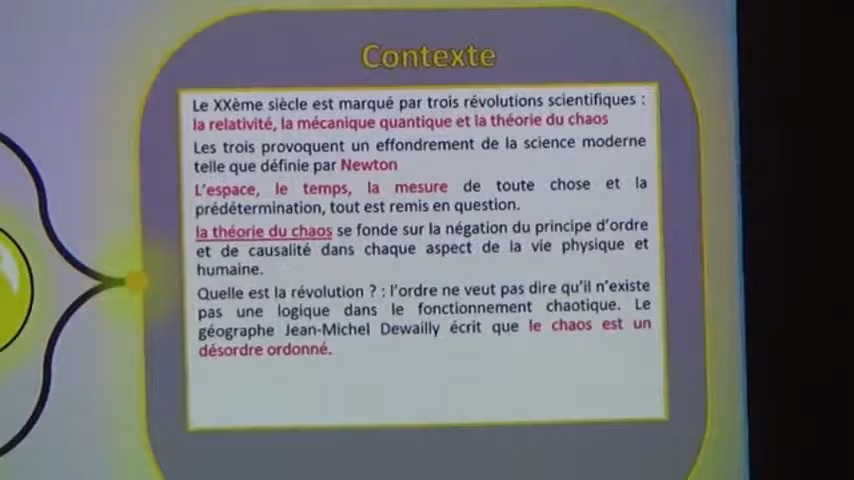 Contexte
Le XXème siècle est marqué par trois révolutions scientifiques :
la relativité, la mécanique quantique et la théorie du chaos
Les trois provoquent un effondrement de la science moderne
telle que définie par Newton
L'espace, le temps, la mesure de toute chose et la
prédétermination, tout est remis en question.
la théorie du chaos se fonde sur la négation du principe d'ordre
et de causalité dans chaque aspect de la vie physique et
humaine.
Quelle est la révolution ? : l'ordre ne veut pas dire qu'il n'existe
pas une logique dans le fonctionnement chaotique. Le
géographe Jean-Michel Dewailly écrit que le chaos est un
désordre ordonné.